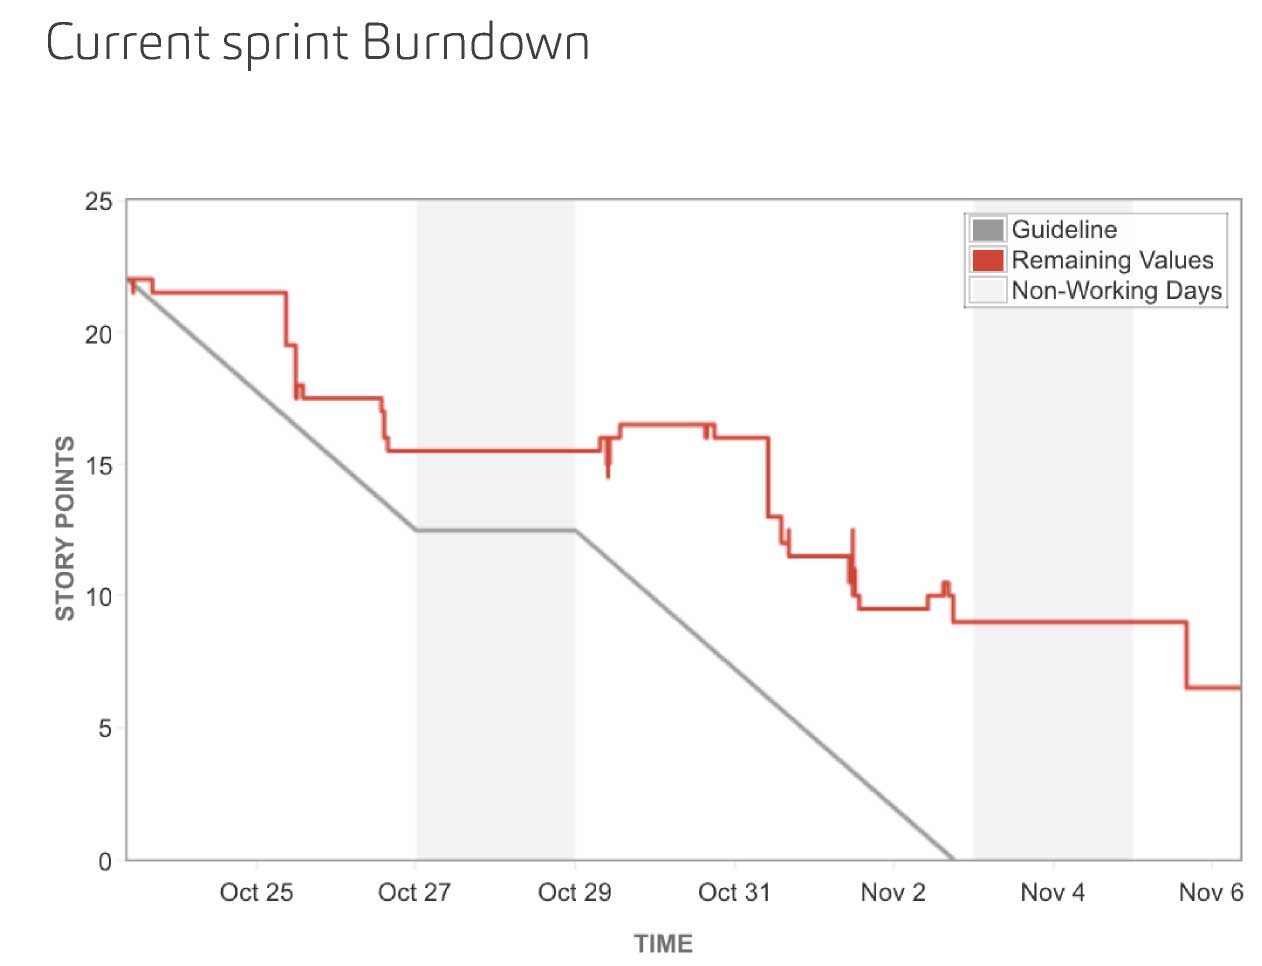 Current sprint Burndown
25
20
15
10
5
0
STORY POINTS
Guideline
Remaining Values
Non-Working Days
Oct 25
Oct 27
Oct 29
Oct 31
Nov 2
Nov 4
Nov 6
TIME